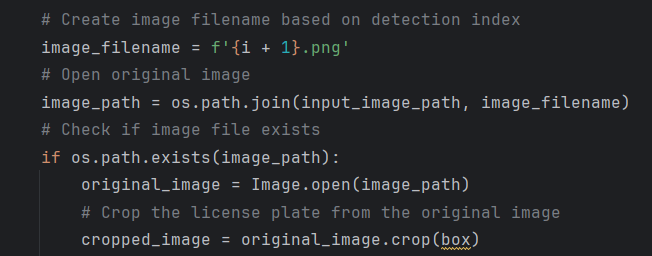 # Create image filename based on detection index
image_filename = f'{i + 1}.png'
# Open original image
image_path = os.path.join(input_image_path, image_filename)
# Check if image file exists
if os.path.exists(image_path):
original_image = Image.open(image_path)
# Crop the license plate from the original image
cropped_image = original_image.crop(box)